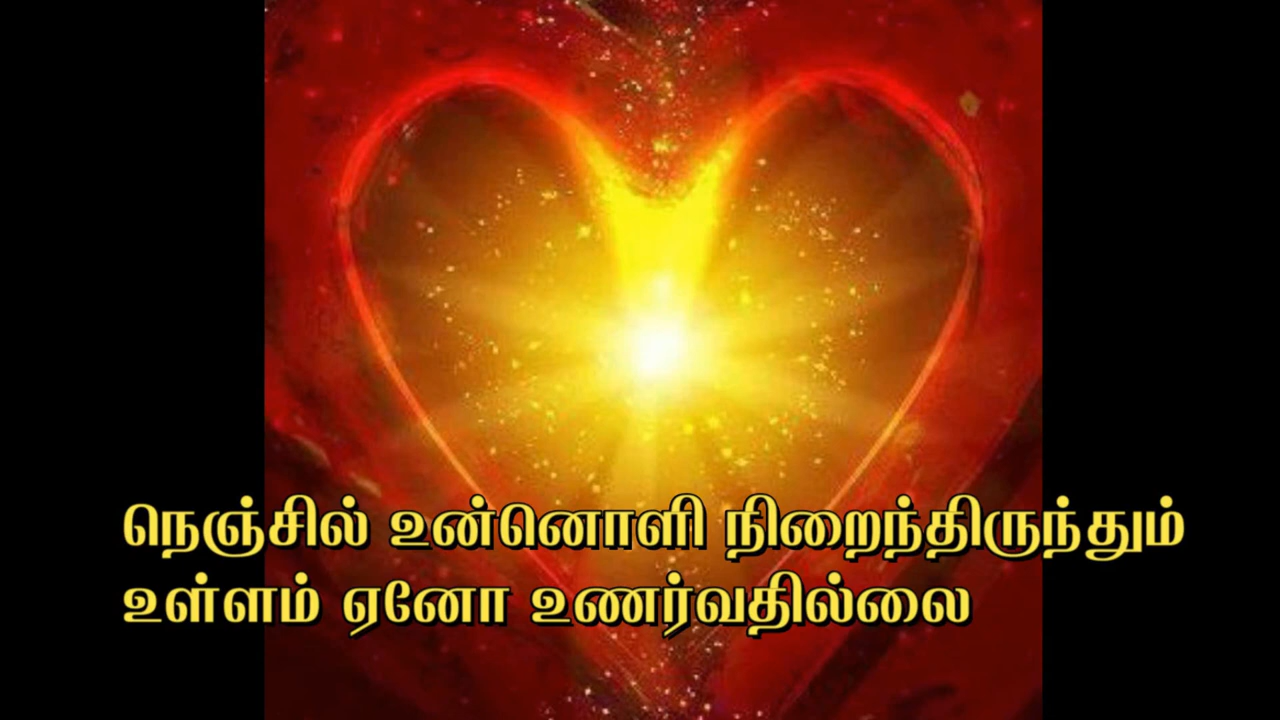 நெஞ்சில் உன்னொளி நிறைந்திருந்தும்
உள்ளம் ஏனோ உணர்வதில்லை